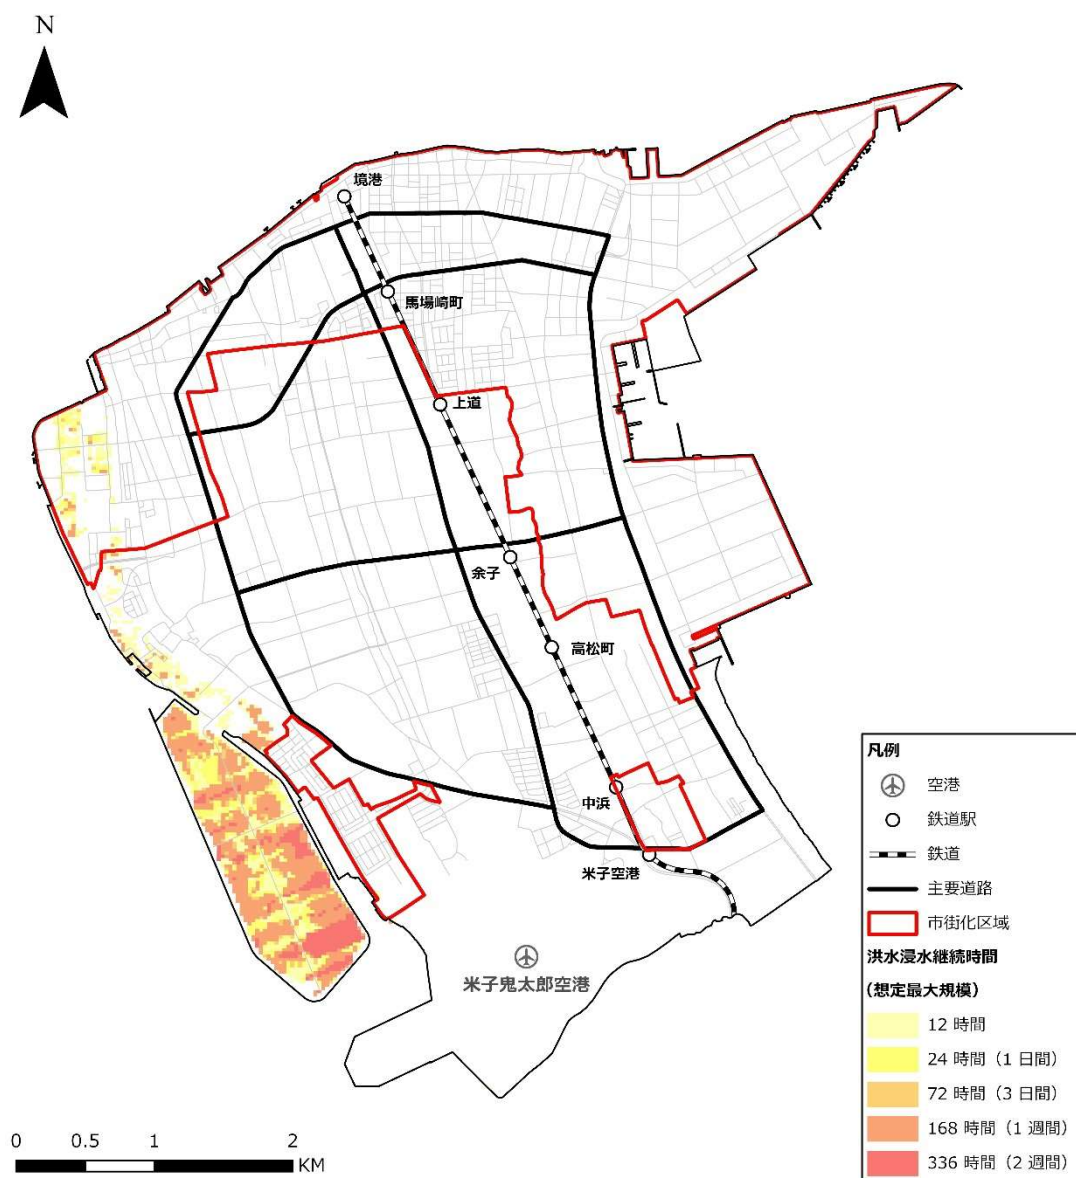 N
境港
馬場崎町
上道
余子
高松町
中浜
米子空港
米子鬼太郎空港
凡例
空港
鉄道駅
鉄道
主要道路
市街化区域
洪水浸水継続時間
(想定最大規模)
12 時間
24 時間（1 日間）
72 時間（3 日間）
168 時間（1 週間）
336 時間（2 週間）
0 0.5 1 2
KM